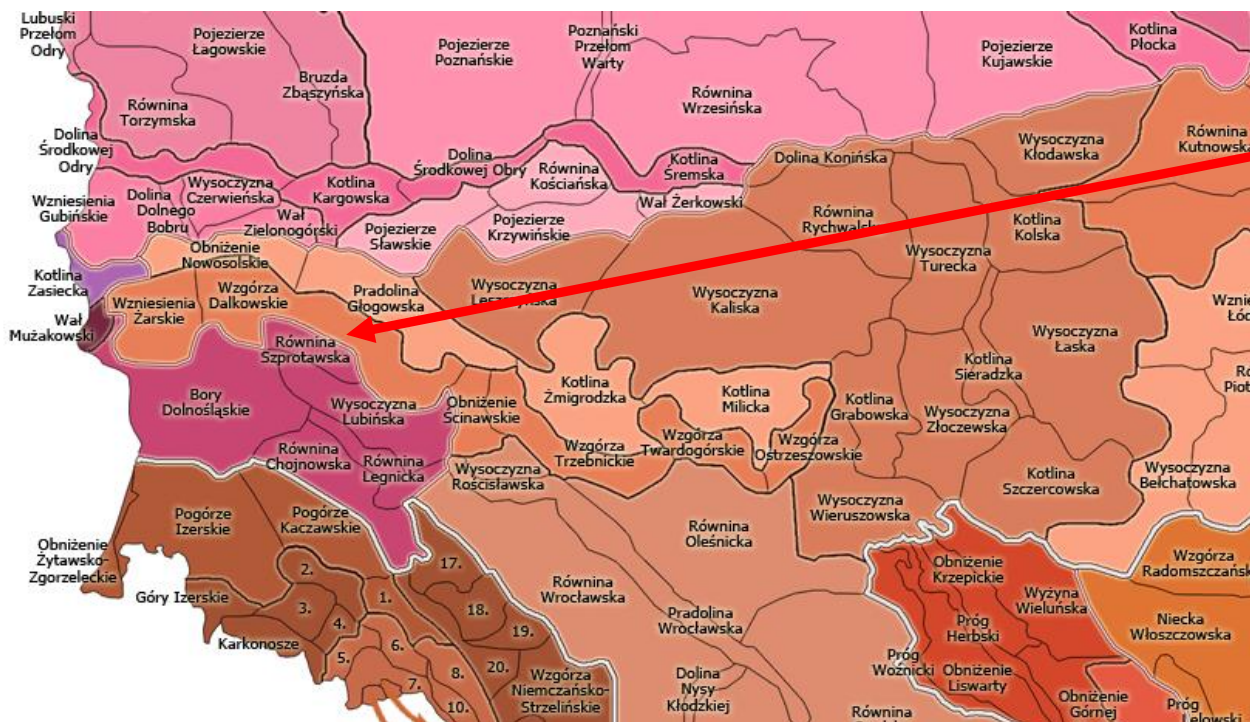 Lubuski
Przełom
Odry
Pojezierze
Łagowskie
Bruzda
Zbąszyńska
Pojezierze
Poznańskie
Poznański
Przełom
Warty
Pojezierze
Kujawskie
Kotlina
Płocka
Równina
Torzymska
Równina
Wrzesińska
Dolina
Środkowej
Odry
Dolina
Środkowej Obry
Równina
Kościańska
Kotlina
Śremska
Dolina Konińska
Wysoczyzna
Kłodawska
Równina
Kutnowska
Wzniesienia
Gubińskie
Dolina
Dolnego
Bobru
Wysoczyzna
Czerwieńska
Kotlina
Kargowska
Wał
Zielonogórski
Pojezierze
Sławskie
Pojezierze
Krzywińskie
Wał Żerkowski
Równina
Rychwalska
Kotlina
Kolska
Wysoczyzna
Turecka
Obniżenie
Nowosolskie
Kotlina
Zasiecka
Wzniesienia
Żarskie
Wzgórza
Dalkowskie
Pradolina
Głogowska
Wysoczyzna
Leszczyńska
Wysoczyzna
Kaliska
Wał
Mużakowski
Równina
Szprotawska
Wysoczyzna
Łaska
Kotlina
Sieradzka
Bory
Dolnośląskie
Wysoczyzna
Lubińska
Obniżenie
Ścinawskie
Kotlina
Żmigrodzka
Kotlina
Milicka
Kotlina
Grabowska
Wysoczyzna
Złoczewska
Równina
Chojnowska
Równina
Legnicka
Wzgórza
Trzebnickie
Wzgórza
Twardogórskie
Wzgórza
Ostrzeszowskie
Wysoczyzna
Rościsławska
Kotlina
Szczercowska
Wysoczyzna
Bełchatowska
Wysoczyzna
Wieruszowska
Pogórze
Izerskie
Pogórze
Kaczawskie
Równina
Oleśnicka
Obniżenie
Żytawsko-
Zgorzeleckie
Wzgórza
Obniżenie
Krzepickie
Wyżyna
Wieluńska
Góry Izerskie
Karkonosze
1.
2.
3.
4.
5.
6.
7.
8.
10.
17.
18.
19.
20.
Równina
Wrocławska
Pradolina
Wrocławska
Próg
Herbski
Niecka
Włoszczowska
Wzgórza
Niemczańsko-
Strzelińskie
Dolina
Nysy
Kłodzkiej
Próg
Woźnicki
Obniżenie
Liswarty
Obniżenie
Górnej
Próg
Równina